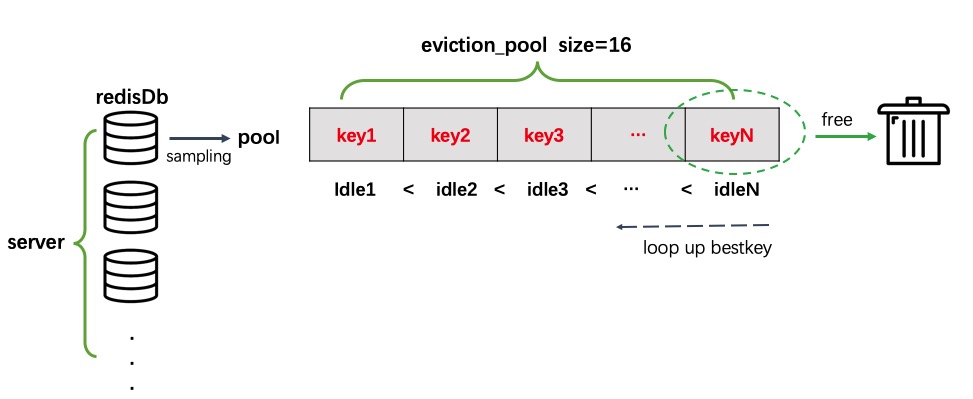 eviction_pool size=16
redisDb
sampling
pool
key1 key2 key3 ... keyN
free
Idle1 < idle2 < idle3 < ... < idleN
server
loop up bestkey
.
.
.